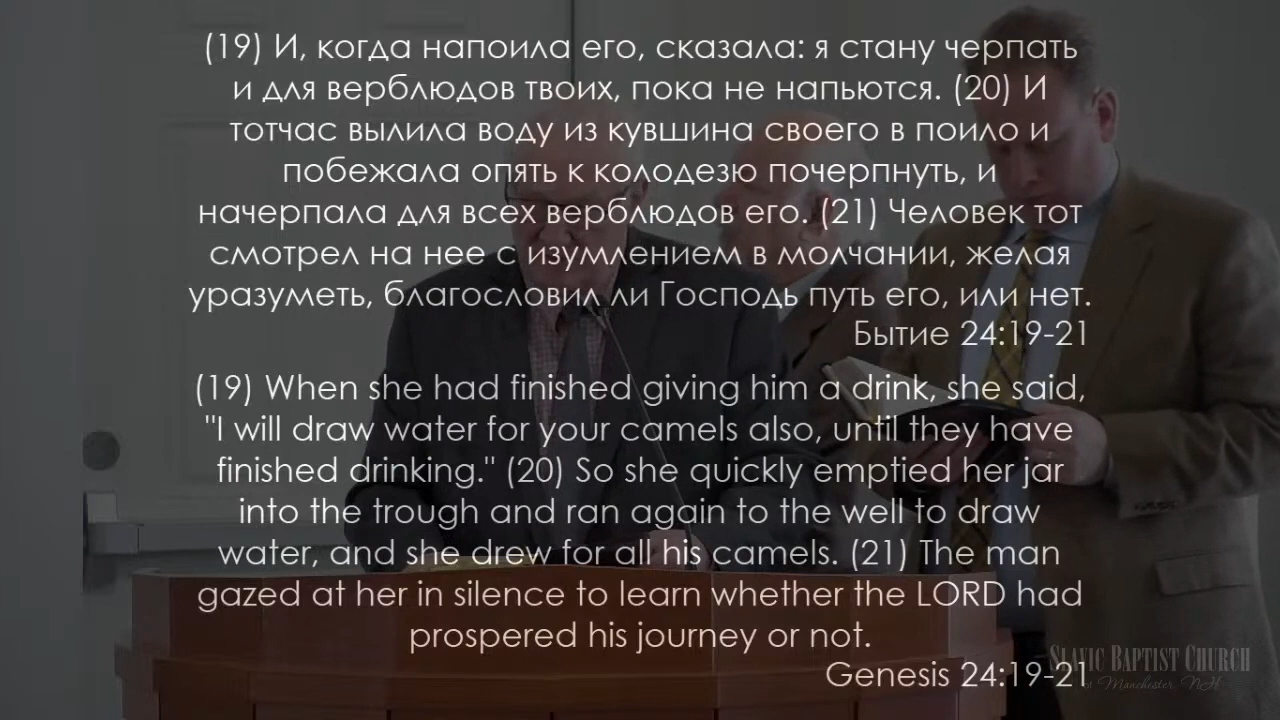 (19) И, когда напоила его, сказала: я стану черпать
и для верблюдов твоих, пока не напьются. (20) И
тотчас вылила воду из кувшина своего в поило и
побежала опять к колодезю почерпнуть, и
начерпала для всех верблюдов его. (21) Человек тот
смотрел на нее с изумлением в молчании, желая
уразуметь, благословил ли Господь путь его, или нет.
Бытие 24:19-21
(19) When she had finished giving him a drink, she said,
"I will draw water for your camels also, until they have
finished drinking." (20) So she quickly emptied her jar
into the trough and ran again to the well to draw
water, and she drew for all his camels. (21) The man
gazed at her in silence to learn whether the LORD had
prospered his journey or not.
Genesis 24:19-21
SLAVIC BAPTIST CHURCH
of Manchester, NH